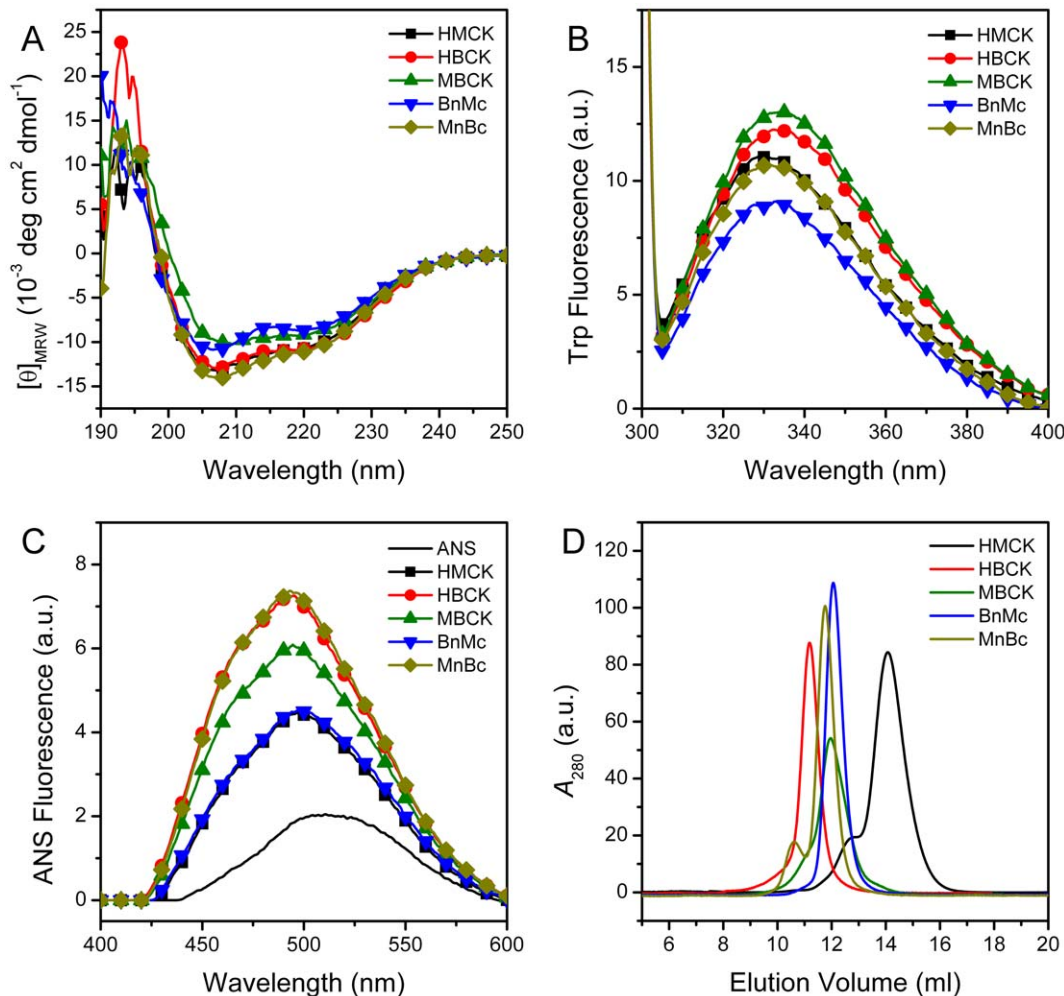 A
HMCK
HBCK
MBCK
BnMc
MnBc
25
20
15
10
5
0
-5
-10
-15
[θ]MRW (10⁻³ deg cm² dmol⁻¹)
190 200 210 220 230 240 250
Wavelength (nm)
B
HMCK
HBCK
MBCK
BnMc
MnBc
15
10
5
0
Trp Fluorescence (a.u.)
300 320 340 360 380 400
Wavelength (nm)
C
ANS
HMCK
HBCK
MBCK
BnMc
MnBc
8
6
4
2
0
ANS Fluorescence (a.u.)
400 450 500 550 600
Wavelength (nm)
D
HMCK
HBCK
MBCK
BnMc
MnBc
120
100
80
60
40
20
0
A₂₈₀ (a.u.)
6 8 10 12 14 16 18 20
Elution Volume (ml)